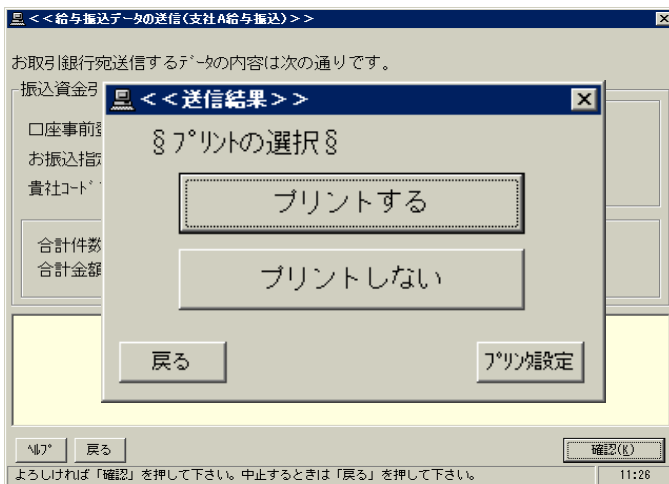 <<給与振込データの送信(支社A給与振込)>>
お取引銀行宛送信するデータの内容は次の通りです。
振込資金引
口座事前登
お振込指定
貴社コード
合計件数
合計金額
<<送信結果>>
§プリントの選択§
プリントする
プリントしない
戻る
プリンタ設定
ヘルプ
戻る
確認(K)
よろしければ「確認」を押して下さい。中止するときは「戻る」を押して下さい。
11:26